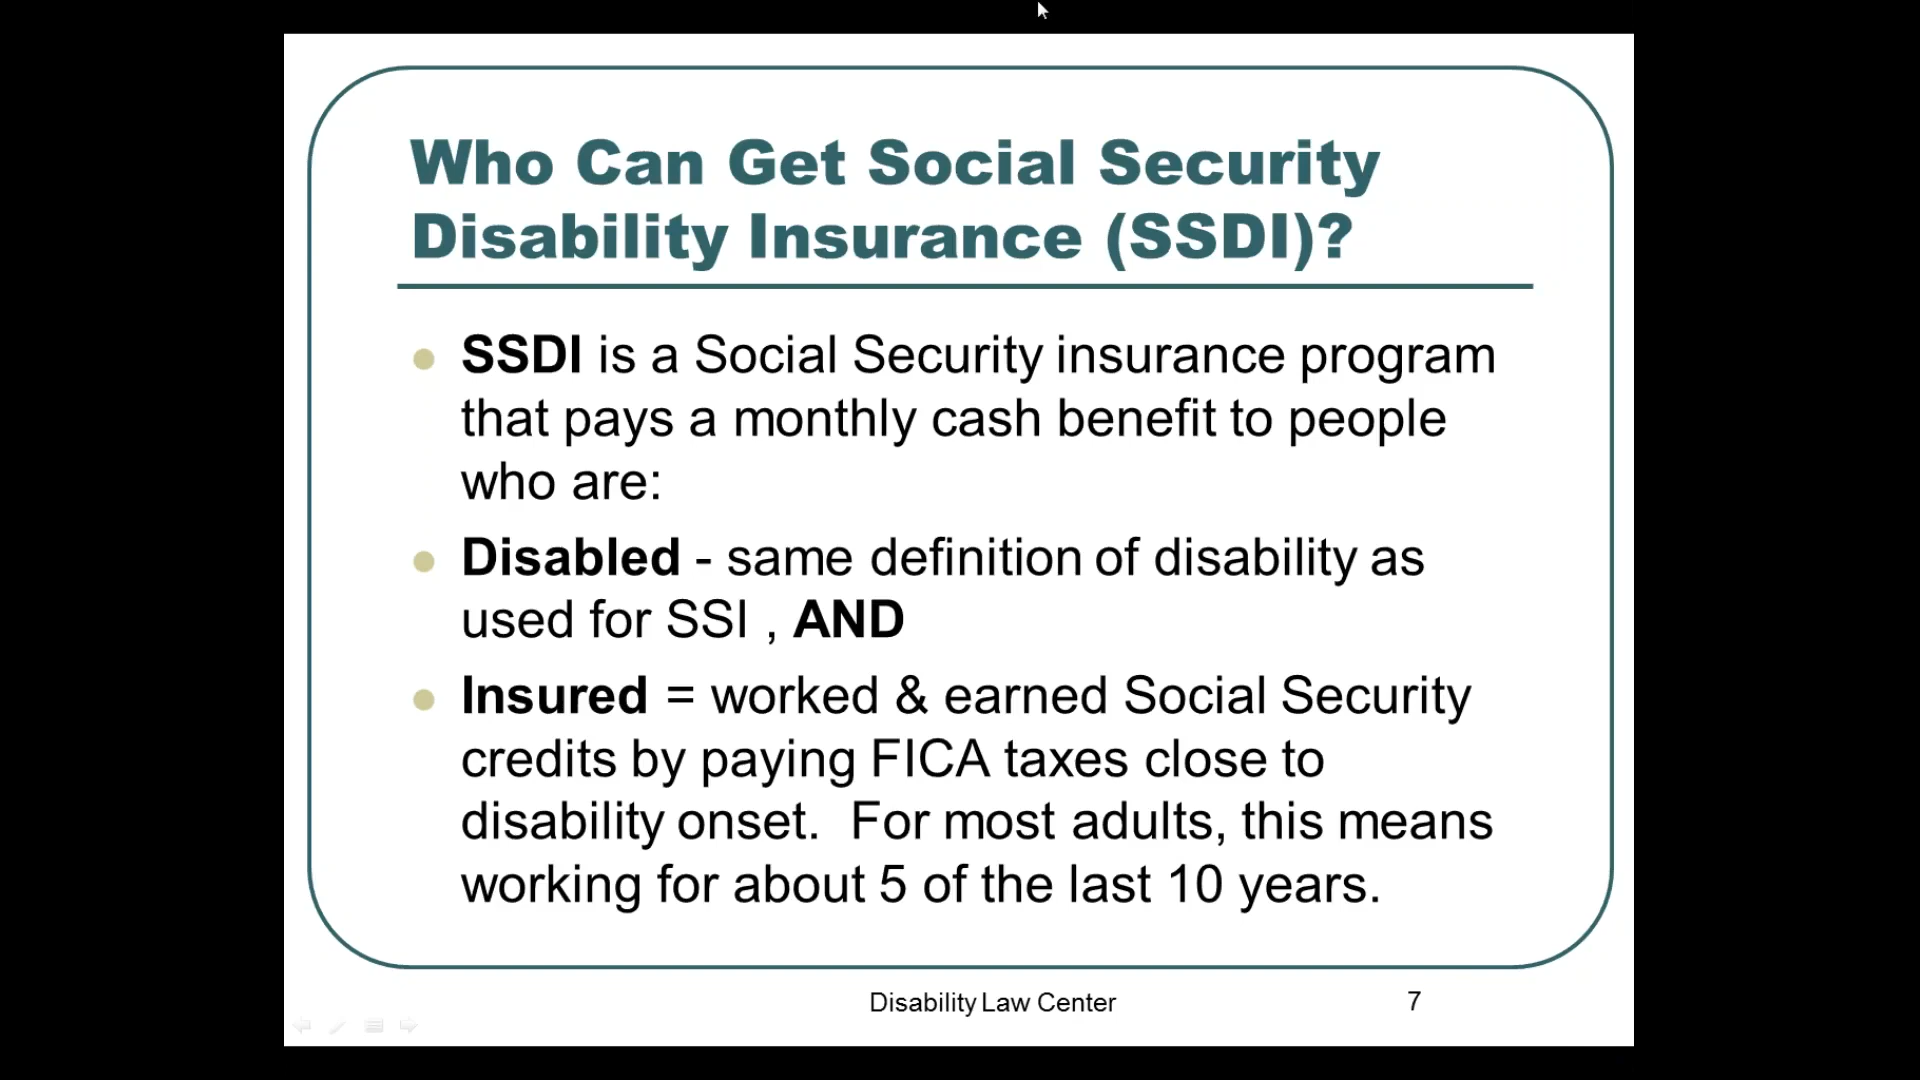 Who Can Get Social Security
Disability Insurance (SSDI)?
SSDI is a Social Security insurance program
that pays a monthly cash benefit to people
who are:
Disabled - same definition of disability as
used for SSI , AND
Insured = worked & earned Social Security
credits by paying FICA taxes close to
disability onset.  For most adults, this means
working for about 5 of the last 10 years.
Disability Law Center
7